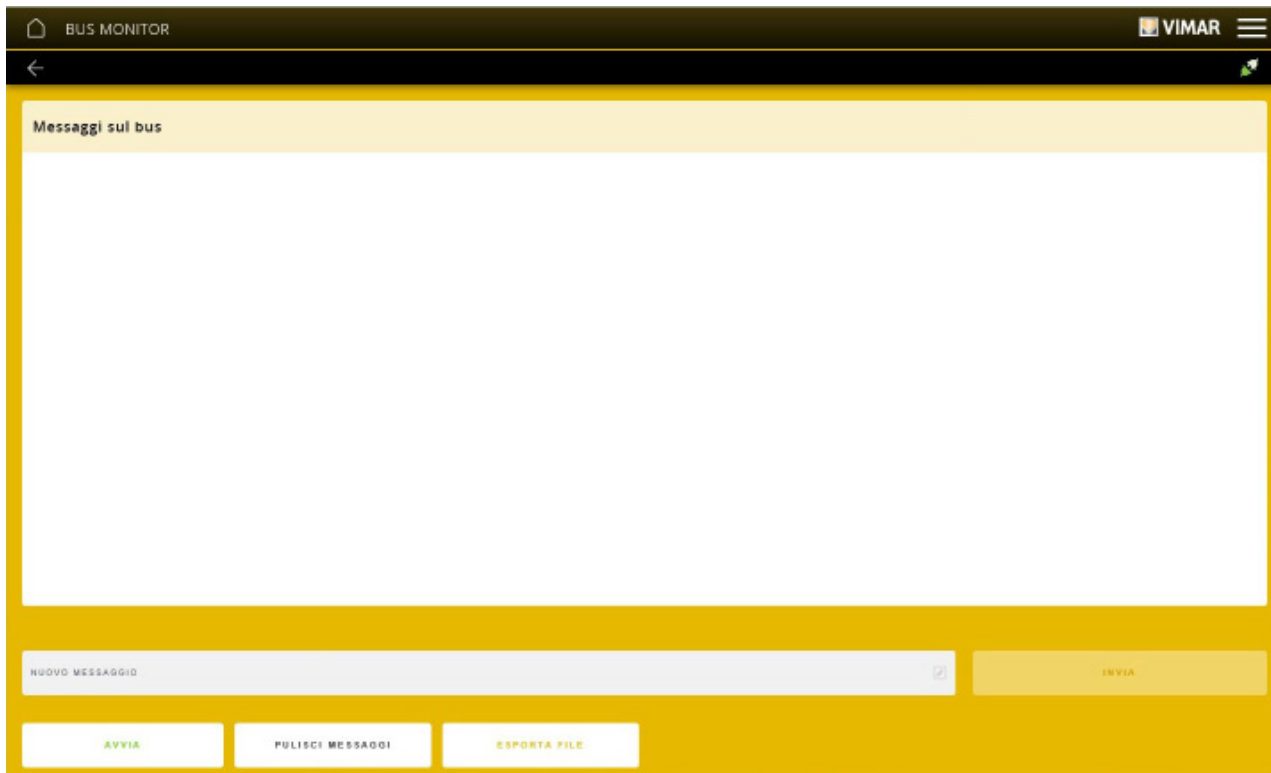 BUS MONITOR VIMAR
Messaggi sul bus
NUOVO MESSAGGIO INVIA
AVVIA PULISCI MESSAGGI ESPORTA FILE